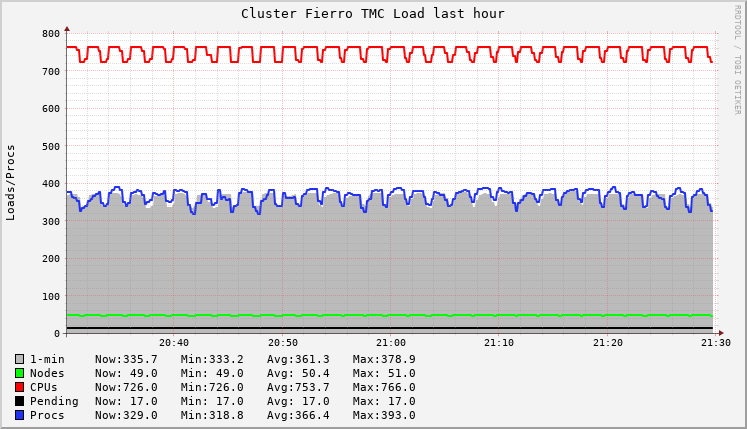 Cluster Fierro TMC Load last hour
RRDTOOL / TOBI OETIKER
Loads/Procs
800
700
600
500
400
300
200
100
0
20:40 20:50 21:00 21:10 21:20 21:30
1-min Now:335.7 Min:333.2 Avg:361.3 Max:378.9
Nodes Now: 49.0 Min: 49.0 Avg: 50.4 Max: 51.0
CPUs Now:726.0 Min:726.0 Avg:753.7 Max:766.0
Pending Now: 17.0 Min: 17.0 Avg: 17.0 Max: 17.0
Procs Now:329.0 Min:318.8 Avg:366.4 Max:393.0